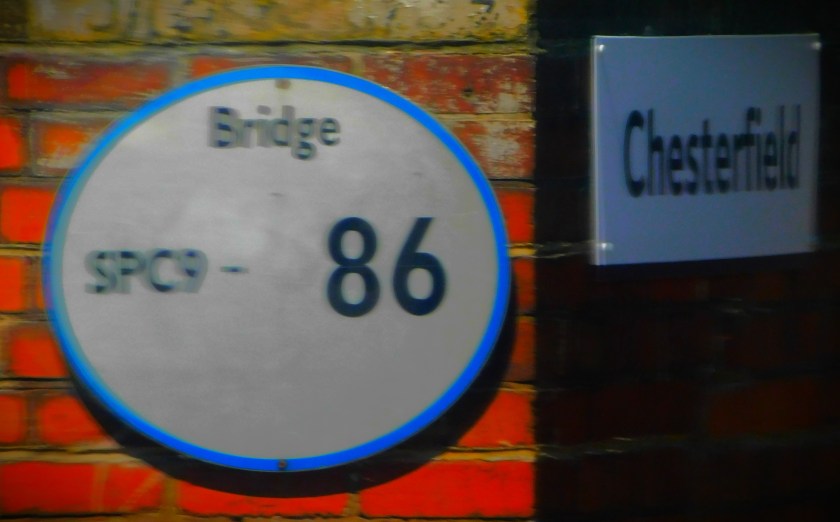 Bridge
SPC9 - 86
Chesterfield